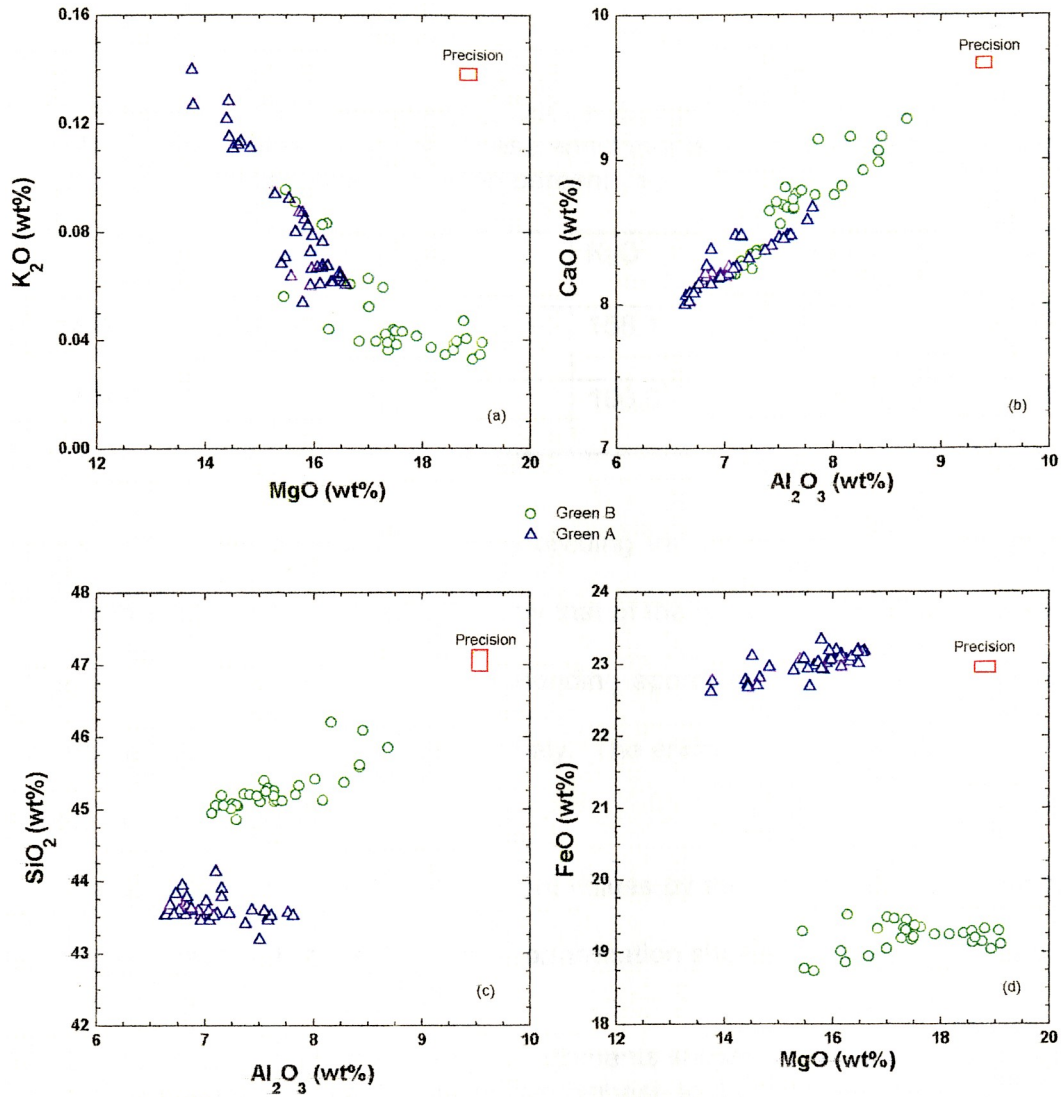 0.16
0.12
0.08
0.04
0.00
K₂O (wt%)
12
14
16
18
20
MgO (wt%)
Precision
(a)
10
9
8
7
CaO (wt%)
6
7
8
9
10
Al₂O₃ (wt%)
Precision
(b)
Green B
Green A
48
47
46
45
44
43
42
SiO₂ (wt%)
6
7
8
9
10
Al₂O₃ (wt%)
Precision
(c)
24
23
22
21
20
19
18
FeO (wt%)
12
14
16
18
20
MgO (wt%)
Precision
(d)